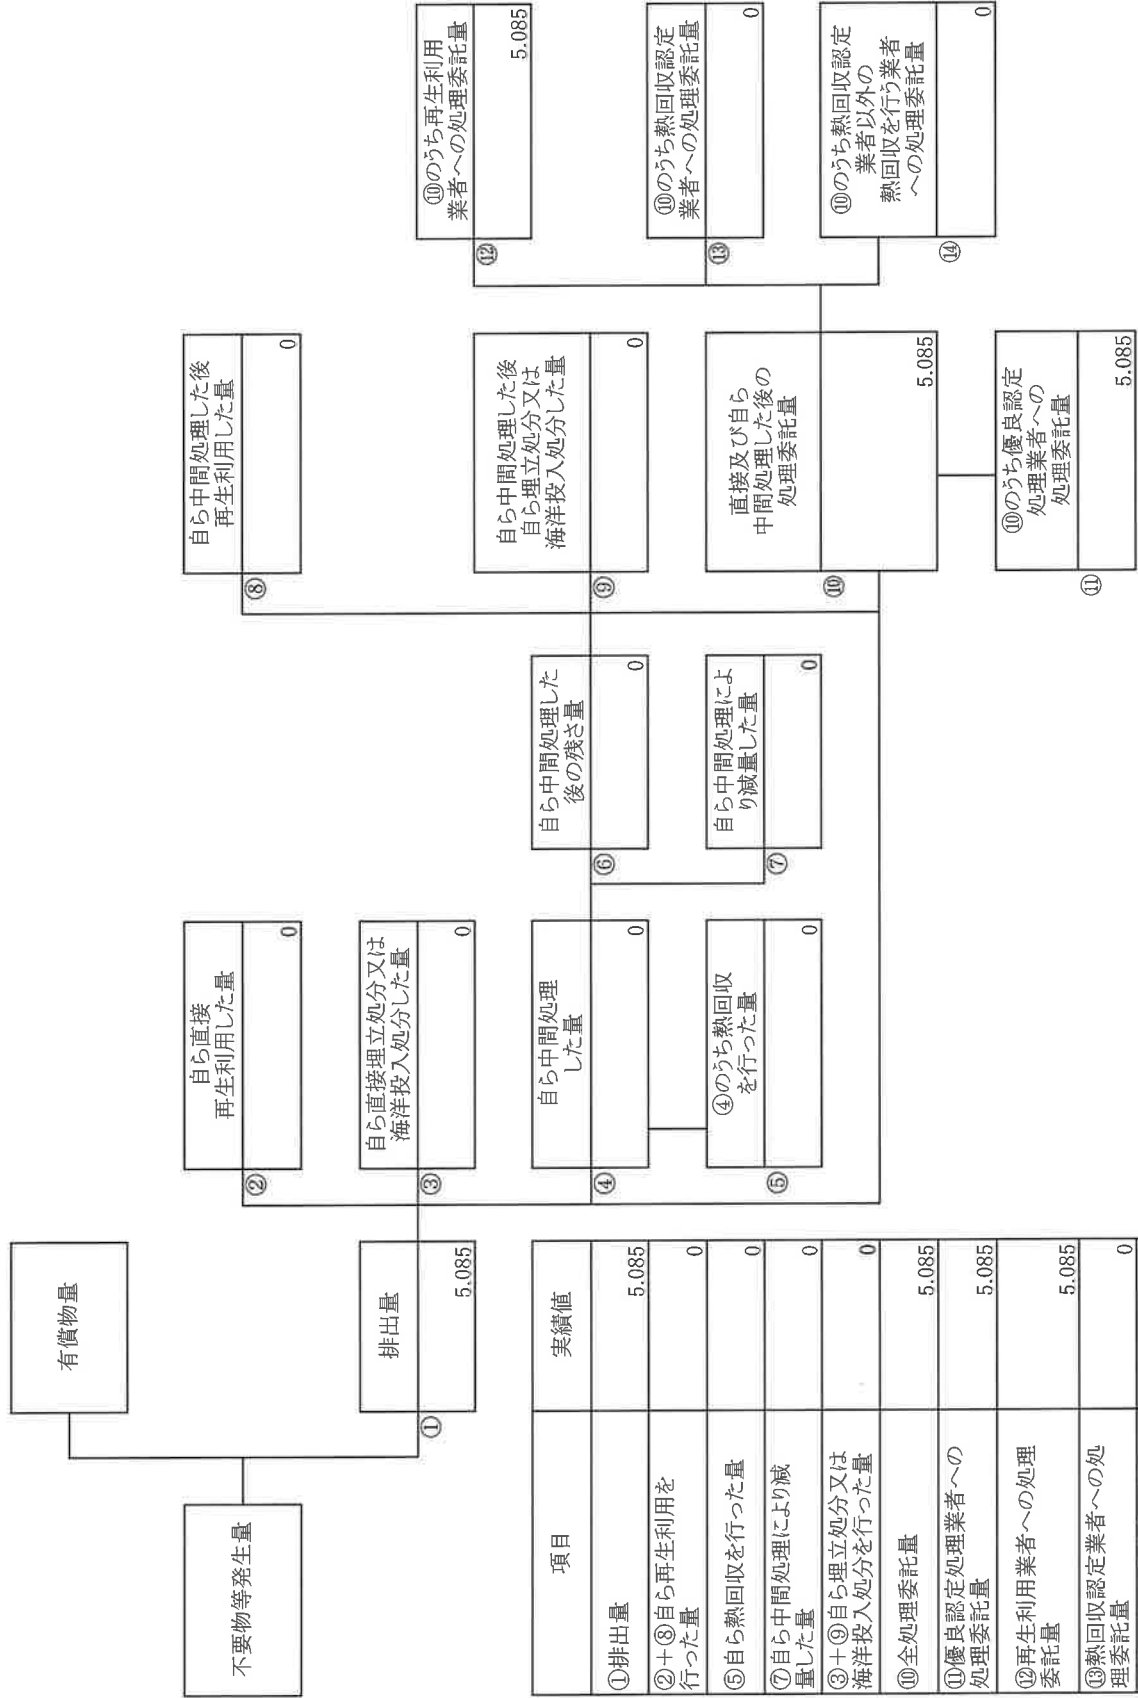 不要物等発生量
有償物量
排出量
①
5.085
自ら直接
再生利用した量
②
0
自ら直接埋立処分又は
海洋投入処分した量
③
0
自ら中間処理
した量
④
0
④のうち熱回収
を行った量
⑤
0
自ら中間処理した
後の残さ量
⑥
0
自ら中間処理によ
り減量した量
⑦
0
自ら中間処理した後
再生利用した量
⑧
0
自ら中間処理した後
自ら埋立処分又は
海洋投入処分した量
⑨
0
直接及び自ら
中間処理した後の
処理委託量
⑩
5.085
⑩のうち優良認定
処理業者への
処理委託量
⑪
5.085
⑩のうち再生利用
業者への処理委託量
⑫
5.085
⑩のうち熱回収認定
業者への処理委託量
⑬
0
⑩のうち熱回収認定
業者以外の
熱回収を行う業者
への処理委託量
⑭
0
項目 実績値
①排出量 5.085
②+⑧自ら再生利用を
行った量 0
⑤自ら熱回収を行った量 0
⑦自ら中間処理により減
量した量 0
③+⑨自ら埋立処分又は
海洋投入処分を行った量 0
⑩全処理委託量 5.085
⑪優良認定処理業者への
処理委託量 5.085
⑫再生利用業者への処理
委託量 5.085
⑬熱回収認定業者への処
理委託量 0